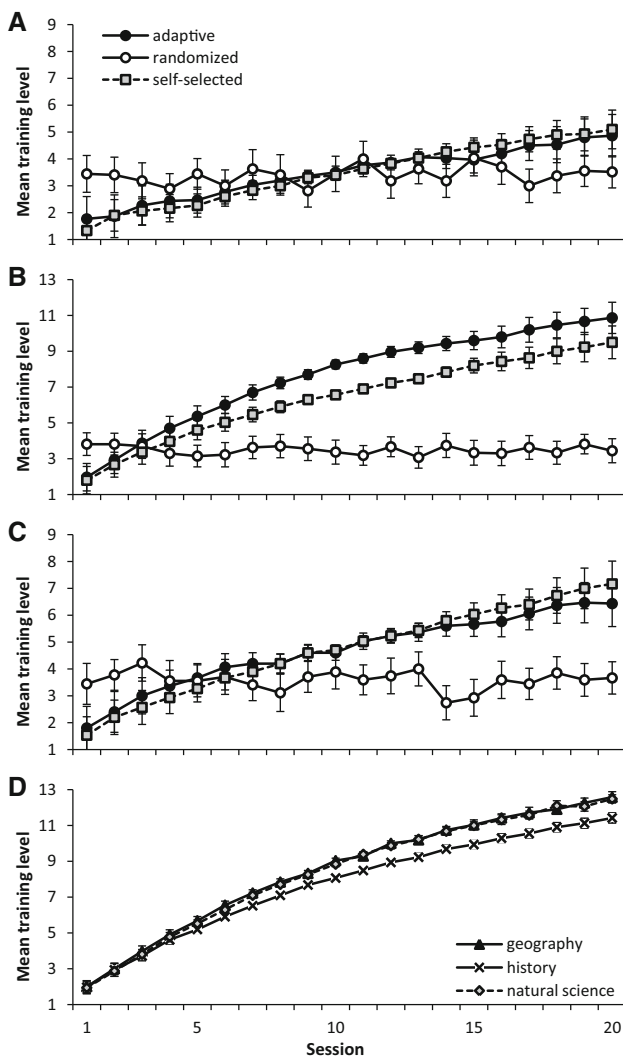 A
9
8
7
6
5
4
3
2
1
Mean training level
adaptive
randomized
self-selected
B
13
11
9
7
5
3
1
Mean training level
C
9
8
7
6
5
4
3
2
1
Mean training level
D
13
11
9
7
5
3
1
Mean training level
geography
history
natural science
1
5
10
15
20
Session